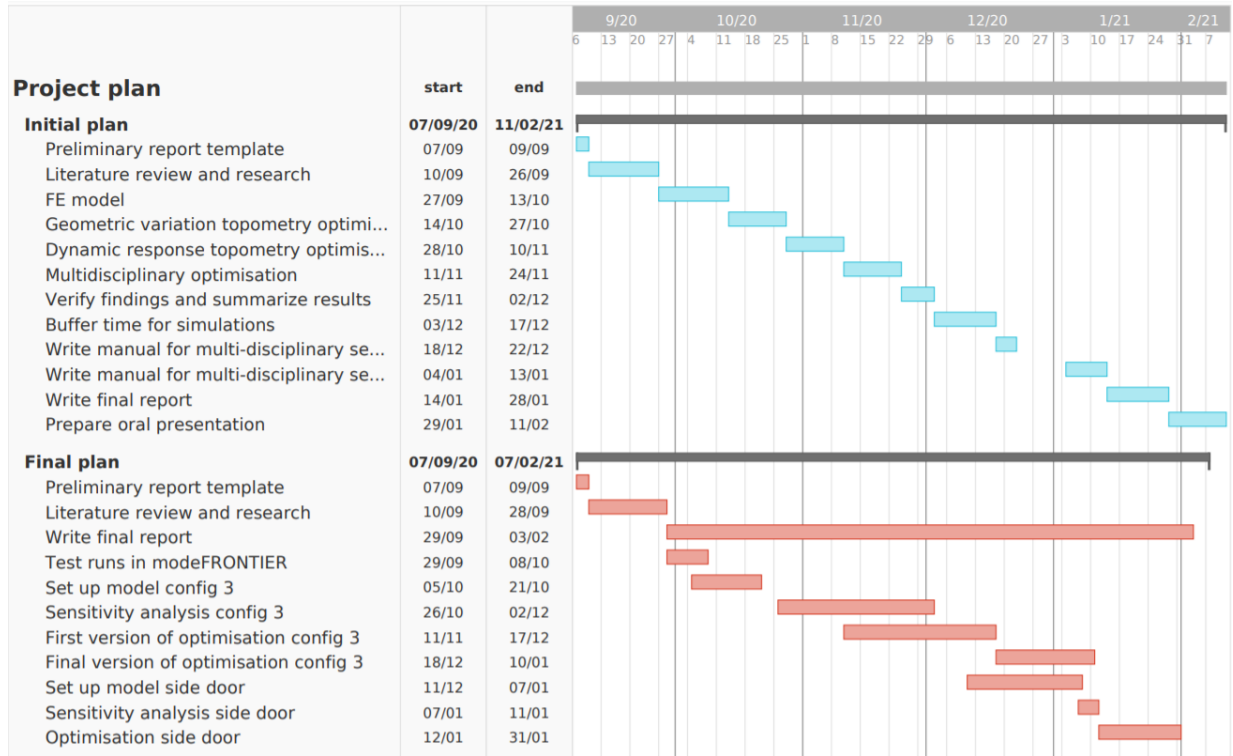 9/20 10/20 11/20 12/20 1/21 2/21
6 13 20 27 4 11 18 25 1 8 15 22 29 6 13 20 27 3 10 17 24 31 7
Project plan start end
Initial plan 07/09/20 11/02/21
Preliminary report template 07/09 09/09
Literature review and research 10/09 26/09
FE model 27/09 13/10
Geometric variation topometry optimi... 14/10 27/10
Dynamic response topometry optimis... 28/10 10/11
Multidisciplinary optimisation 11/11 24/11
Verify findings and summarize results 25/11 02/12
Buffer time for simulations 03/12 17/12
Write manual for multi-disciplinary se... 18/12 22/12
Write manual for multi-disciplinary se... 04/01 13/01
Write final report 14/01 28/01
Prepare oral presentation 29/01 11/02
Final plan 07/09/20 07/02/21
Preliminary report template 07/09 09/09
Literature review and research 10/09 28/09
Write final report 29/09 03/02
Test runs in modeFRONTIER 29/09 08/10
Set up model config 3 05/10 21/10
Sensitivity analysis config 3 26/10 02/12
First version of optimisation config 3 11/11 17/12
Final version of optimisation config 3 18/12 10/01
Set up model side door 11/12 07/01
Sensitivity analysis side door 07/01 11/01
Optimisation side door 12/01 31/01